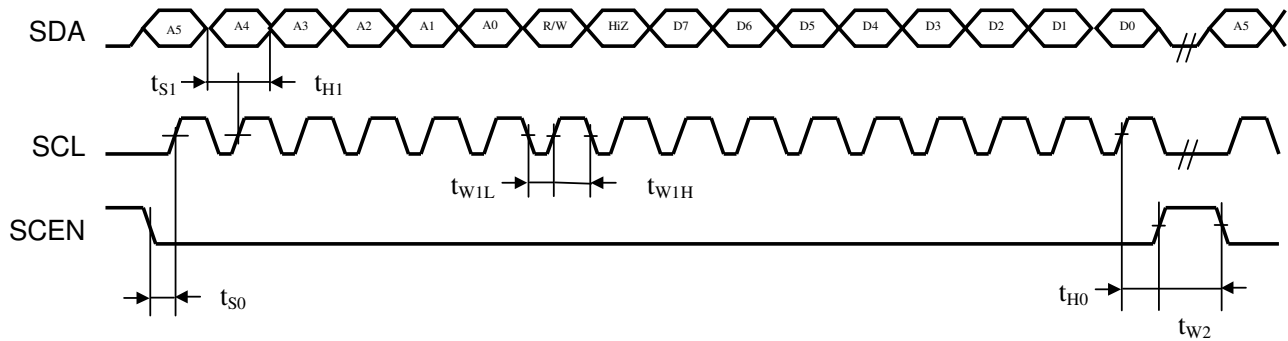 SDA A5 A4 A3 A2 A1 A0 R/W HiZ D7 D6 D5 D4 D3 D2 D1 D0 A5
tS1 tH1
SCL
tW1L tW1H
SCEN
tS0 tH0
tW2